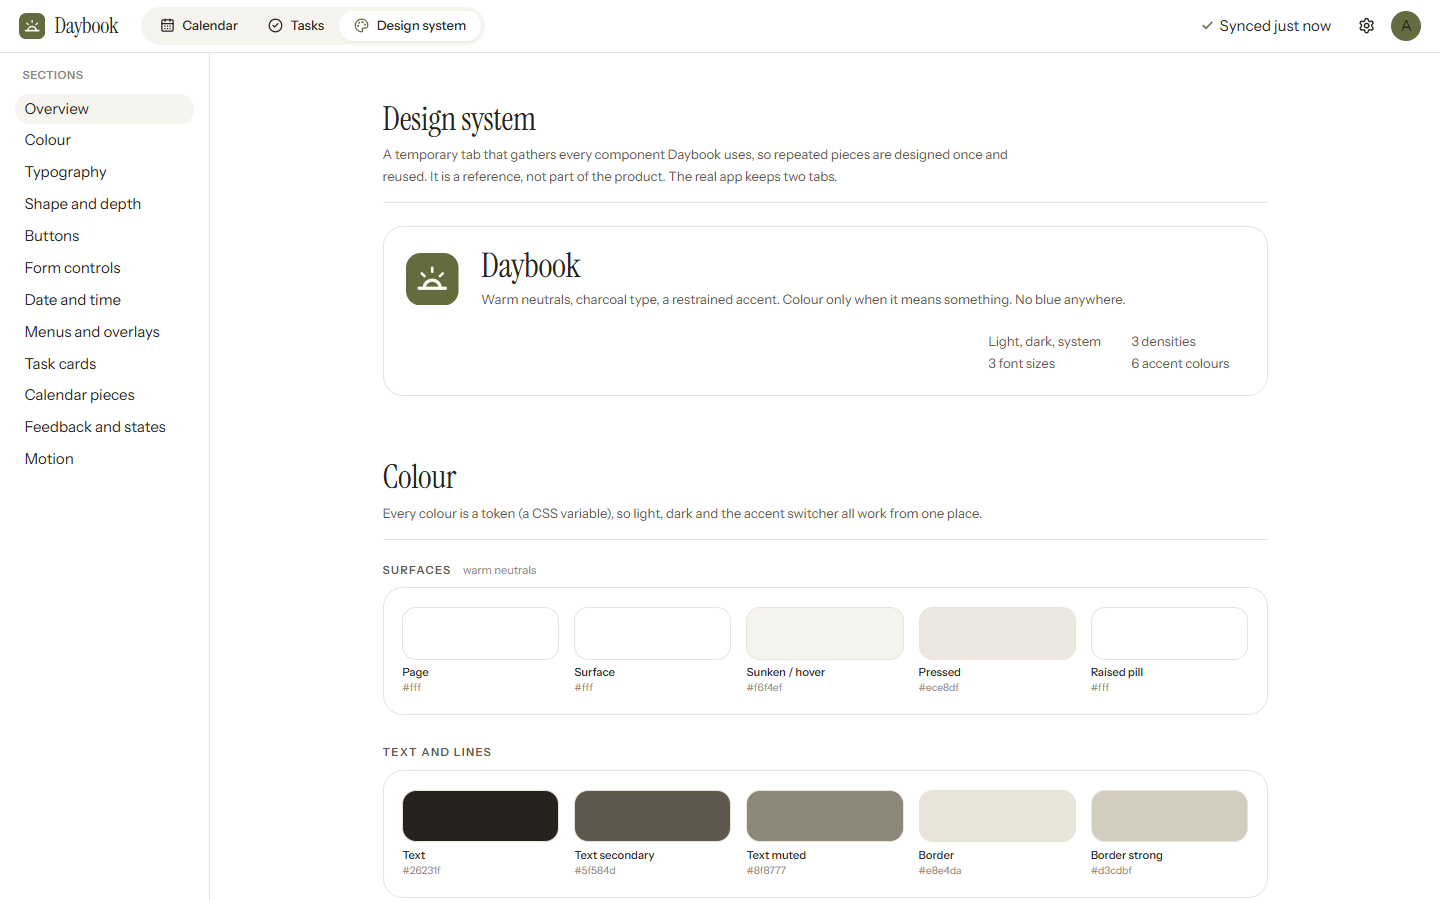 Daybook
Calendar
Tasks
Design system
Synced just now
A
SECTIONS
Overview
Colour
Typography
Shape and depth
Buttons
Form controls
Date and time
Menus and overlays
Task cards
Calendar pieces
Feedback and states
Motion
Design system
A temporary tab that gathers every component Daybook uses, so repeated pieces are designed once and
reused. It is a reference, not part of the product. The real app keeps two tabs.
Daybook
Warm neutrals, charcoal type, a restrained accent. Colour only when it means something. No blue anywhere.
Light, dark, system
3 densities
3 font sizes
6 accent colours
Colour
Every colour is a token (a CSS variable), so light, dark and the accent switcher all work from one place.
SURFACES warm neutrals
Page
#fff
Surface
#fff
Sunken / hover
#f6f4ef
Pressed
#ece8df
Raised pill
#fff
TEXT AND LINES
Text
#26231f
Text secondary
#5f584d
Text muted
#8f8777
Border
#e8e4da
Border strong
#d3cdbf